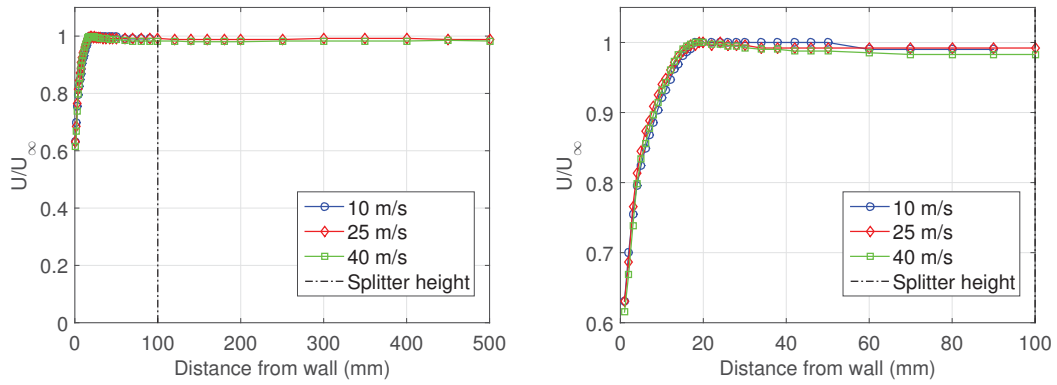 1
0.8
0.6
0.4
0.2
0
U/U∞
0 100 200 300 400 500
Distance from wall (mm)
10 m/s
25 m/s
40 m/s
Splitter height
1
0.9
0.8
0.7
0.6
U/U∞
0 20 40 60 80 100
Distance from wall (mm)
10 m/s
25 m/s
40 m/s
Splitter height